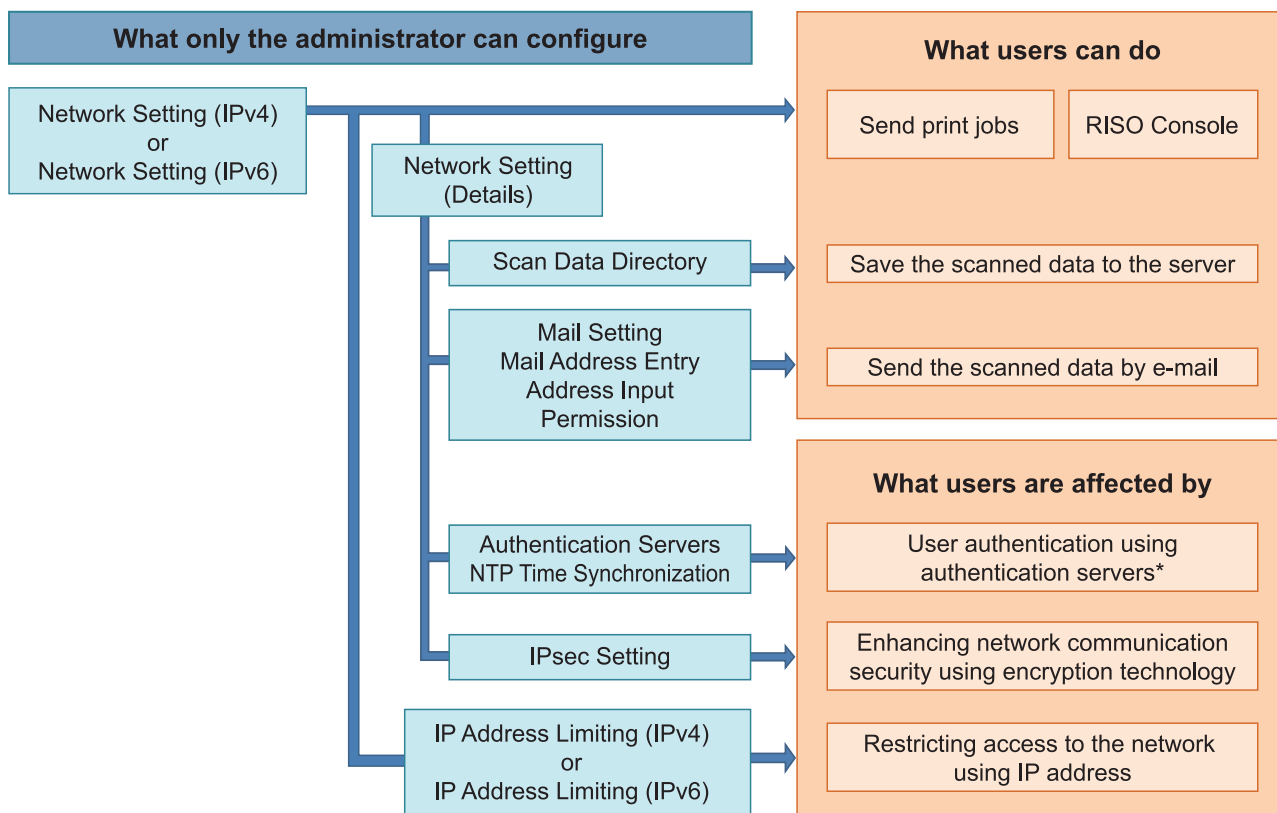 What only the administrator can configure
Network Setting (IPv4)
or
Network Setting (IPv6)
Network Setting
(Details)
Scan Data Directory
Mail Setting
Mail Address Entry
Address Input
Permission
Authentication Servers
NTP Time Synchronization
IPsec Setting
IP Address Limiting (IPv4)
or
IP Address Limiting (IPv6)
What users can do
Send print jobs
RISO Console
Save the scanned data to the server
Send the scanned data by e-mail
What users are affected by
User authentication using
authentication servers*
Enhancing network communication
security using encryption technology
Restricting access to the network
using IP address